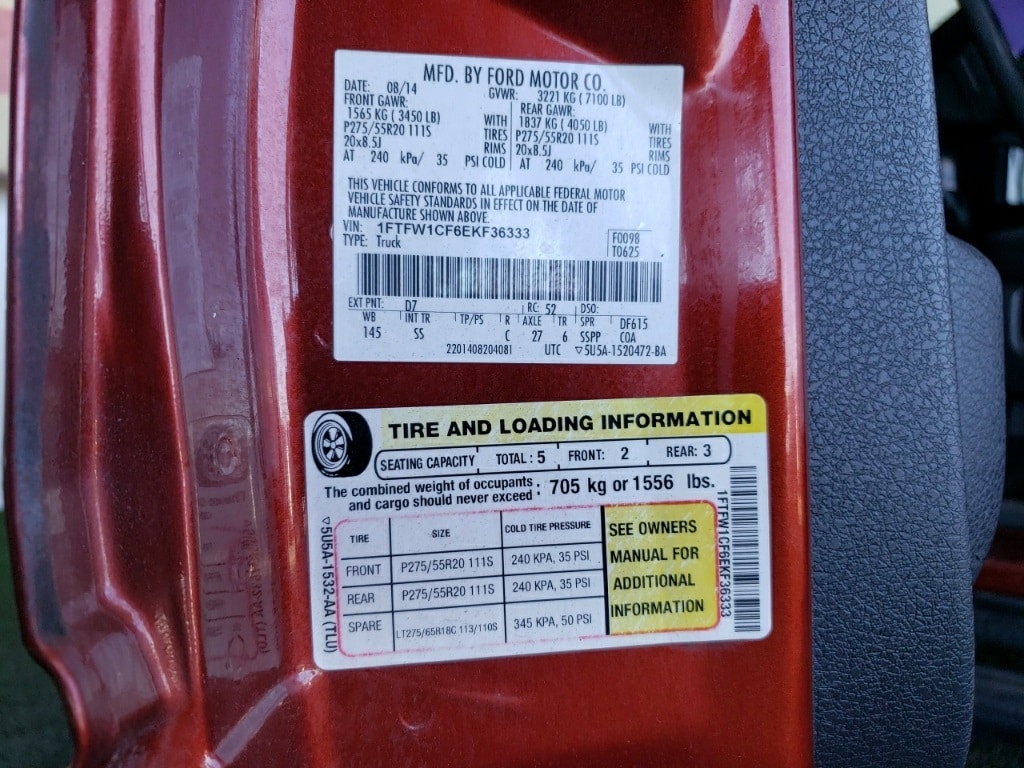 MFD. BY FORD MOTOR CO.
DATE: 08/14 GVWR: 3221 KG ( 7100 LB)
FRONT GAWR: REAR GAWR:
1565 KG ( 3450 LB) WITH 1837 KG ( 4050 LB) WITH
P275/55R20 111S TIRES P275/55R20 111S TIRES
20x8.5J RIMS 20x8.5J RIMS
AT 240 kPa/ 35 PSI COLD AT 240 kPa/ 35 PSI COLD
THIS VEHICLE CONFORMS TO ALL APPLICABLE FEDERAL MOTOR
VEHICLE SAFETY STANDARDS IN EFFECT ON THE DATE OF
MANUFACTURE SHOWN ABOVE.
VIN: 1FTFW1CF6EKF36333 F0098
TYPE: Truck T0625
EXT PNT: D7 RC: 52 DSO:
WB INT TR TP/PS R AXLE TR SPR DF615
145 SS C 27 6 SSPP COA
2201408204081 UTC ▽5U5A-1520472-BA
TIRE AND LOADING INFORMATION
SEATING CAPACITY TOTAL : 5 FRONT: 2 REAR: 3
The combined weight of occupants
and cargo should never exceed : 705 kg or 1556 lbs.
TIRE SIZE COLD TIRE PRESSURE
FRONT P275/55R20 111S 240 KPA, 35 PSI
REAR P275/55R20 111S 240 KPA, 35 PSI
SPARE LT275/65R18C 113/110S 345 KPA, 50 PSI
SEE OWNERS
MANUAL FOR
ADDITIONAL
INFORMATION
▽5U5A-1532-AA (TLU)
1FTFW1CF6EKF36333